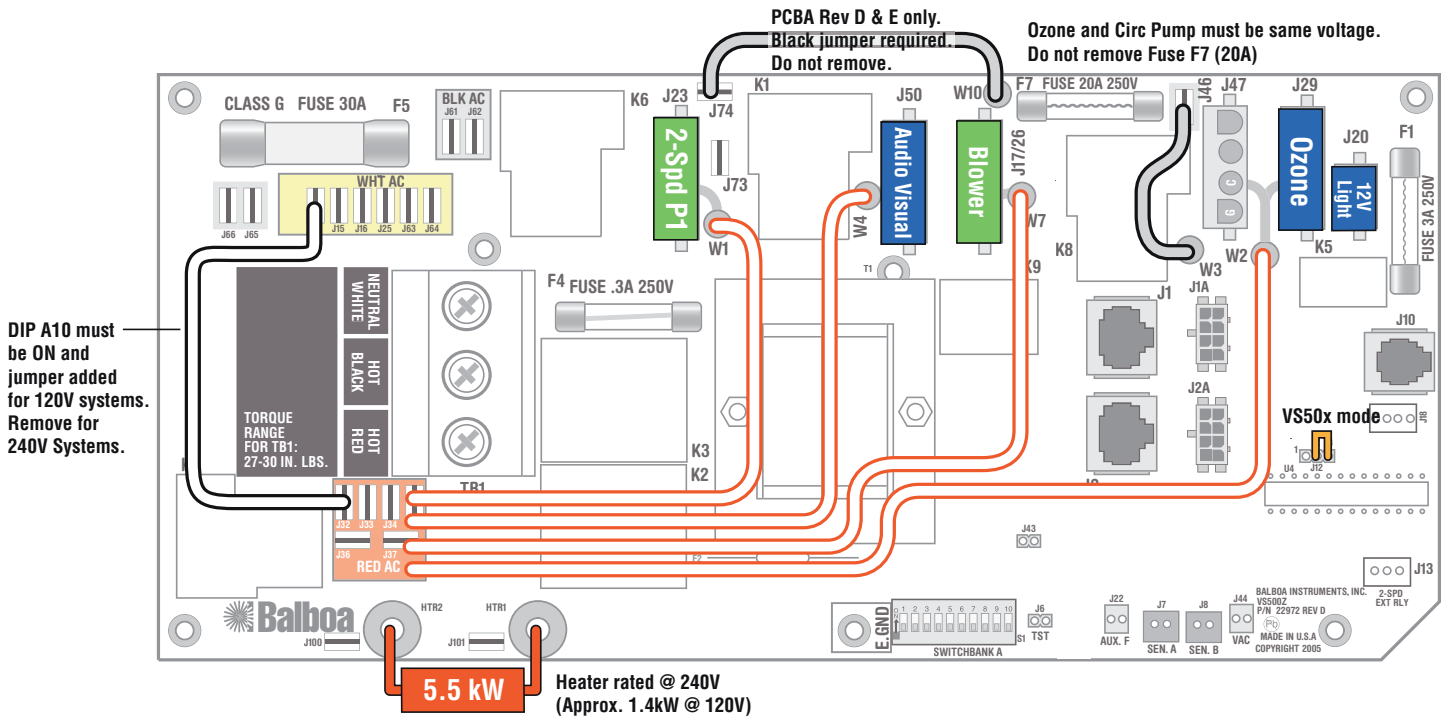 PCBA Rev D & E only.
Black jumper required.
Do not remove.
Ozone and Circ Pump must be same voltage.
Do not remove Fuse F7 (20A)
CLASS G FUSE 30A F5
BLK AC
J61 J62
K6
J23
J74
K1
J50
W10
F7
FUSE 20A 250V
J46
J47
J29
J20
F1
FUSE 3A 250V
2-Spd P1
J73
Audio Visual
Blower
J17/26
Ozone
12V
Light
D
C
G
WHT AC
J66 J65
J15 J16 J25 J63 J64
W1
W4
W7
K8
W3
W2
K5
T1
K9
NEUTRAL
WHITE
HOT
BLACK
HOT
RED
F4 FUSE .3A 250V
J1
J1A
J10
DIP A10 must
be ON and
jumper added
for 120V systems.
Remove for
240V Systems.
TORQUE
RANGE
FOR TB1:
27-30 IN. LBS.
K3
K2
TB1
J2A
VS50x mode
J18
1
U4
J12
J32 J33 J34
J36 J37
RED AC
F2
J43
J13
2-SPD
EXT RLY
Balboa
HTR2
HTR1
J100
J101
E.GND
1 2 3 4 5 6 7 8 9 10
S1
SWITCHBANK A
J6
TST
J22
AUX. F
J7
SEN. A
J8
SEN. B
J44
VAC
BALBOA INSTRUMENTS, INC.
VS500Z
P/N 22972 REV D
Pb
MADE IN U.S.A
COPYRIGHT 2005
5.5 kW
Heater rated @ 240V
(Approx. 1.4kW @ 120V)